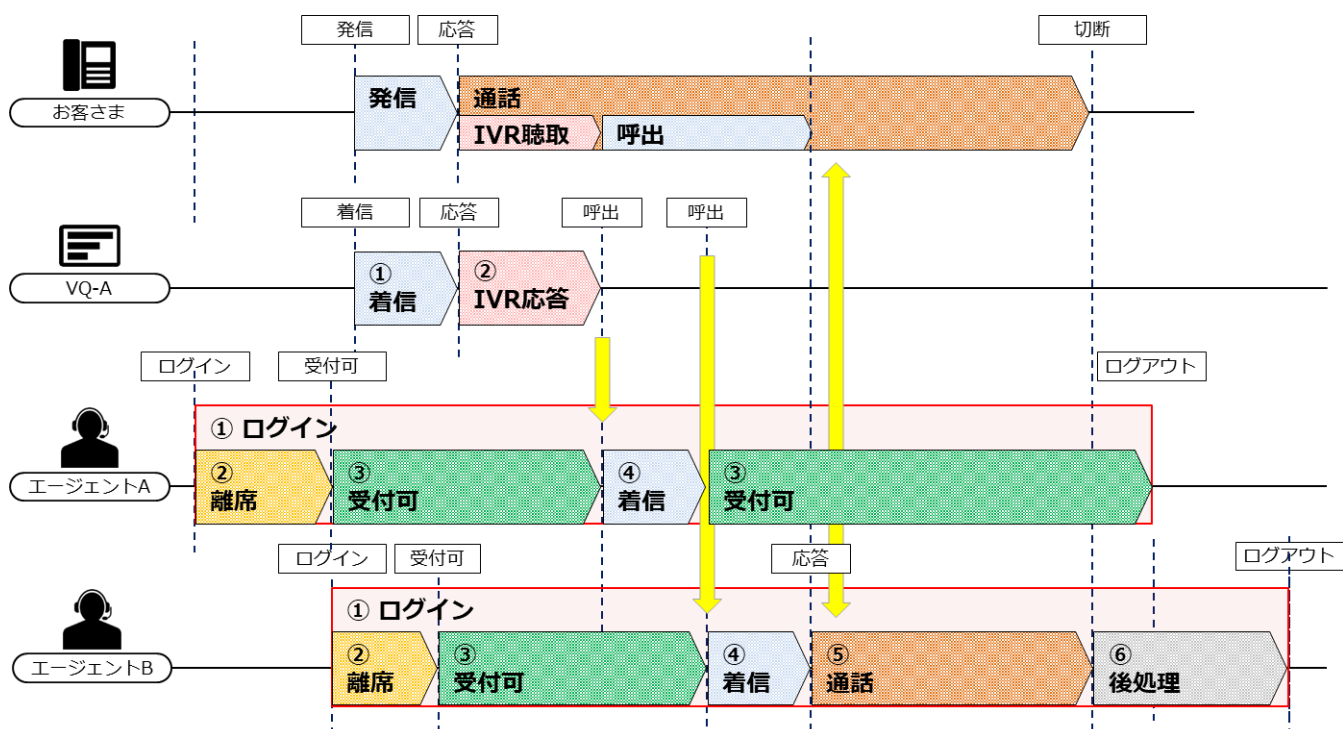 発信
応答
切断
お客さま
発信
通話
IVR聴取
呼出
着信
応答
呼出
呼出
VQ-A
①
着信
②
IVR応答
ログイン
受付可
ログアウト
エージェントA
① ログイン
②
離席
③
受付可
④
着信
③
受付可
ログイン
受付可
応答
ログアウト
エージェントB
① ログイン
②
離席
③
受付可
④
着信
⑤
通話
⑥
後処理